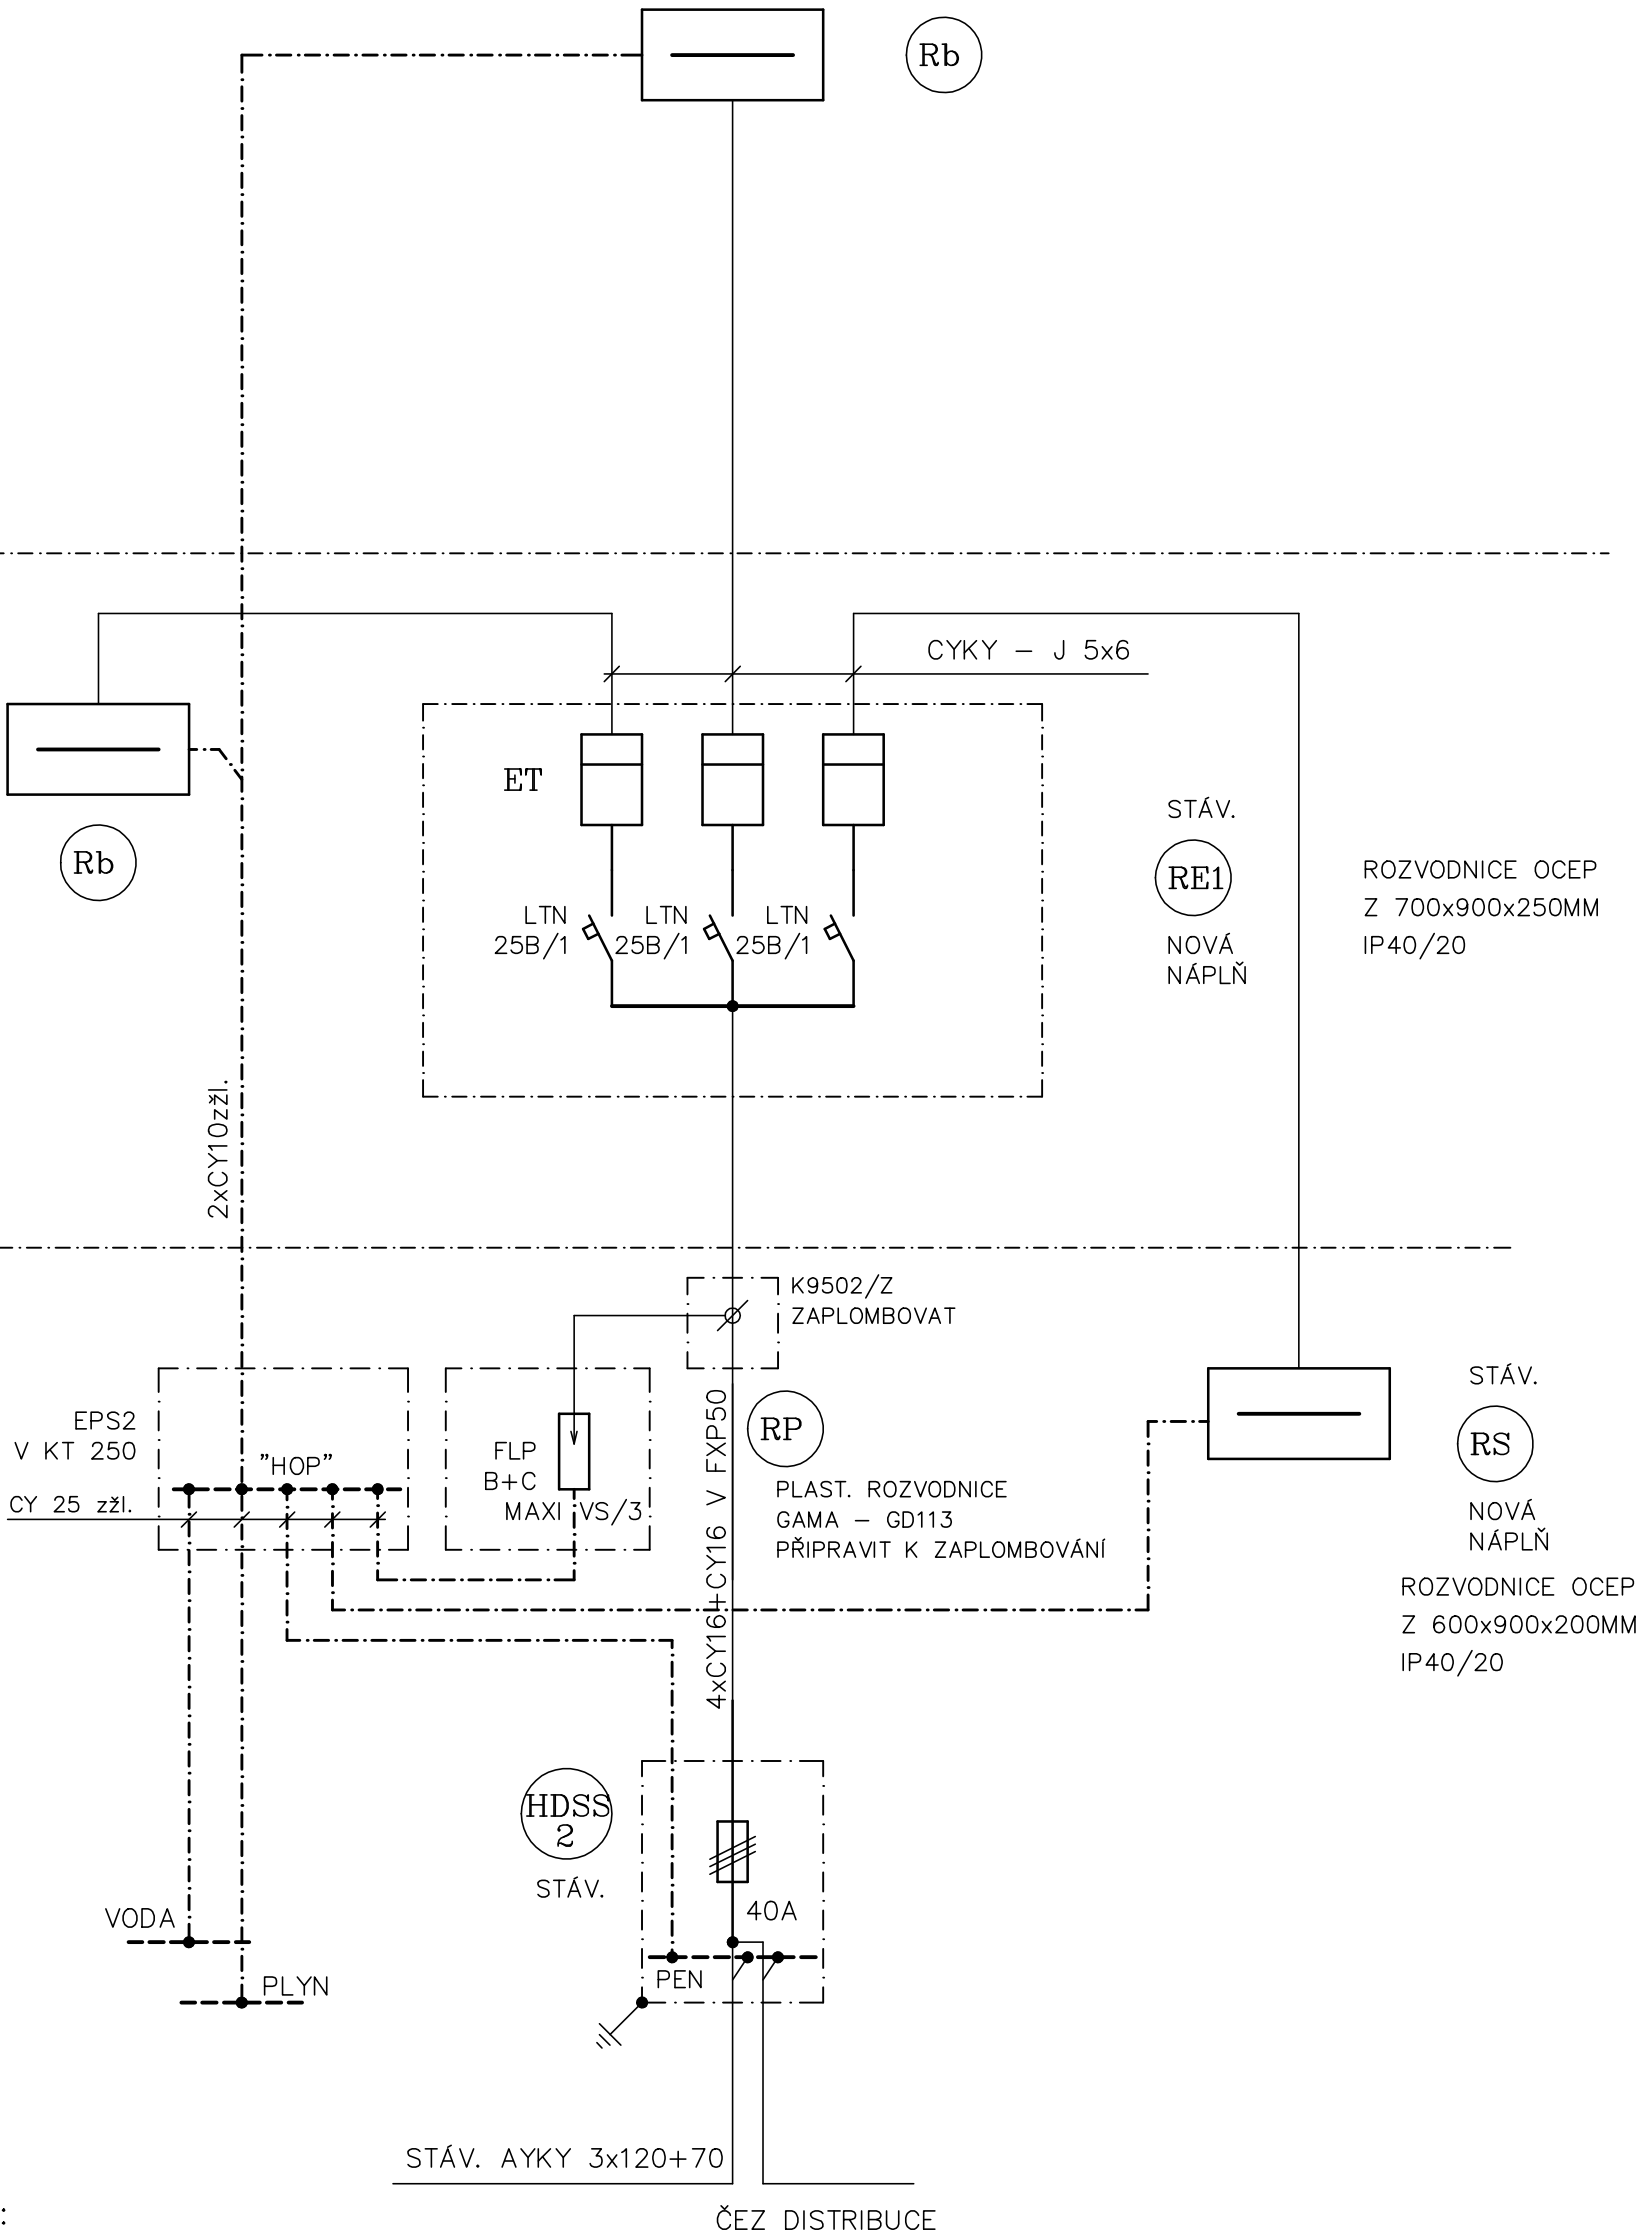 Rb
CYKY – J 5x6
ET
STÁV.
Rb
RE1
ROZVODNICE OCEP
Z 700x900x250MM
IP40/20
LTN
25B/1
LTN
25B/1
LTN
25B/1
NOVÁ
NÁPLŇ
2xCY10zžl.
K9502/Z
ZAPLOMBOVAT
STÁV.
EPS2
V KT 250
"HOP"
CY 25 zžl.
FLP
B+C
MAXI VS/3
4xCY16+CY16 V FXP50
RP
PLAST. ROZVODNICE
GAMA – GD113
PŘIPRAVIT K ZAPLOMBOVÁNÍ
RS
NOVÁ
NÁPLŇ
ROZVODNICE OCEP
Z 600x900x200MM
IP40/20
HDSS
2
STÁV.
40A
VODA
PEN
PLYN
STÁV. AYKY 3x120+70
ČEZ DISTRIBUCE
: